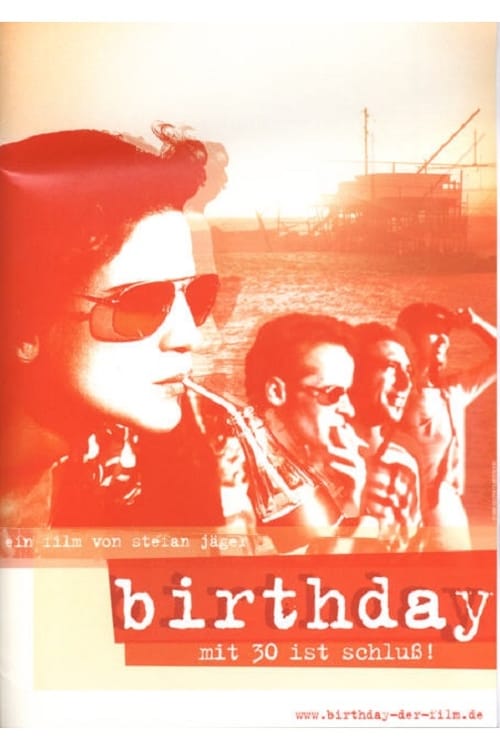 ein film von stefan jäger
birthday
mit 30 ist schluß!
www.birthday-der-film.de